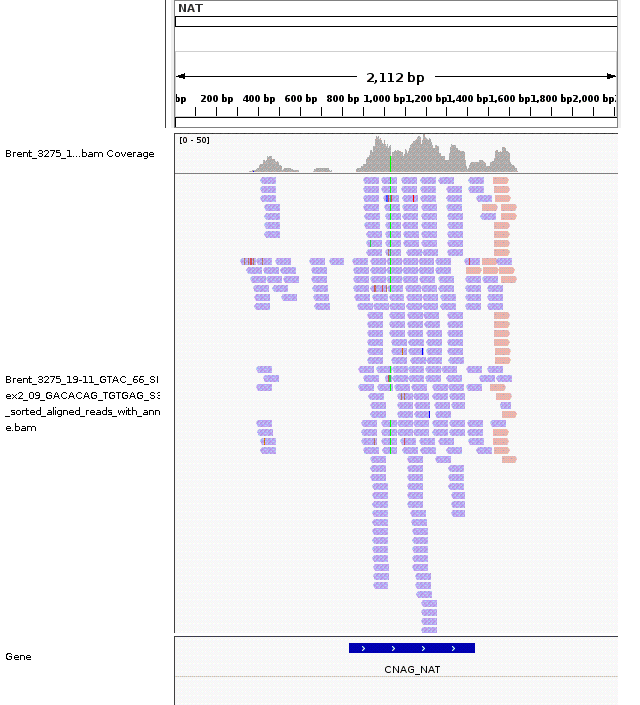 NAT
2,112 bp
bp 200 bp 400 bp 600 bp 800 bp 1,000 bp 1,200 bp 1,400 bp 1,600 bp 1,800 bp 2,000 bp
[0 - 50]
Brent_3275_1...bam Coverage
Brent_3275_19-11_GTAC_66_SI
ex2_09_GACACAG_TGTGAG_S
_sorted_aligned_reads_with_ann
e.bam
Gene
CNAG_NAT